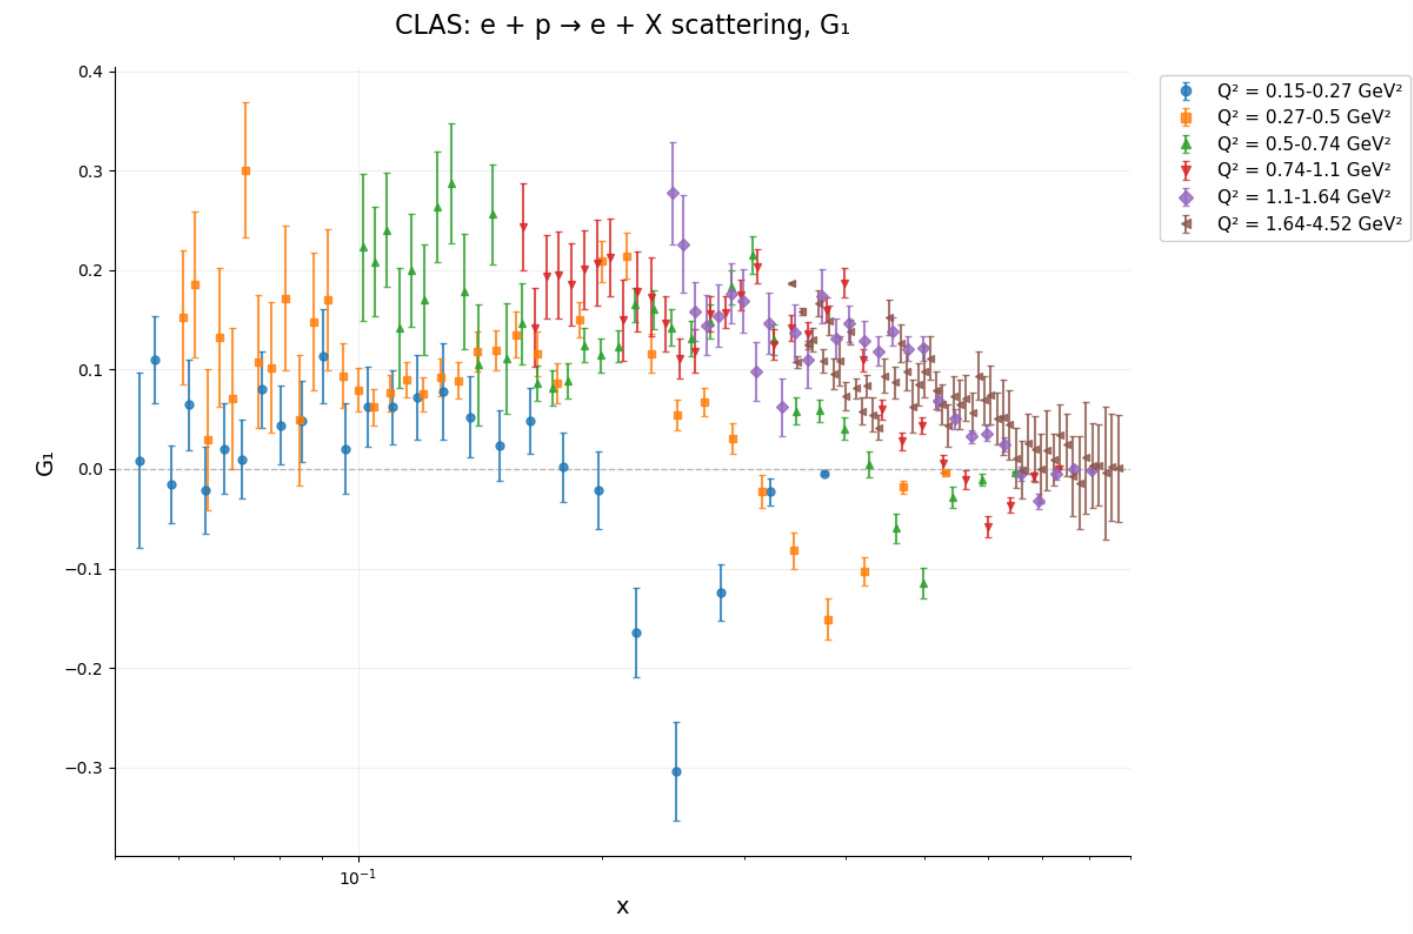 CLAS: e + p → e + X scattering, G₁
0.4
0.3
0.2
0.1
0.0
−0.1
−0.2
−0.3
G₁
10⁻¹
x
Q² = 0.15-0.27 GeV²
Q² = 0.27-0.5 GeV²
Q² = 0.5-0.74 GeV²
Q² = 0.74-1.1 GeV²
Q² = 1.1-1.64 GeV²
Q² = 1.64-4.52 GeV²